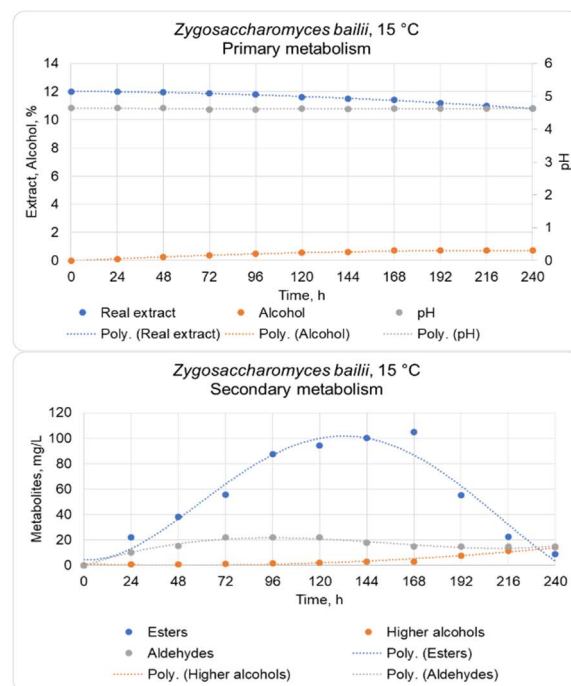 Zygosaccharomyces bailii, 15 °C
Primary metabolism
14
12
10
8
6
4
2
0
6
5
4
3
2
1
0
Extract, Alcohol, %
pH
0 24 48 72 96 120 144 168 192 216 240
Time, h
Real extract Alcohol pH
Poly. (Real extract) Poly. (Alcohol) Poly. (pH)
Zygosaccharomyces bailii, 15 °C
Secondary metabolism
120
100
80
60
40
20
0
Metabolites, mg/L
0 24 48 72 96 120 144 168 192 216 240
Time, h
Esters Higher alcohols
Aldehydes Poly. (Esters)
Poly. (Higher alcohols) Poly. (Aldehydes)